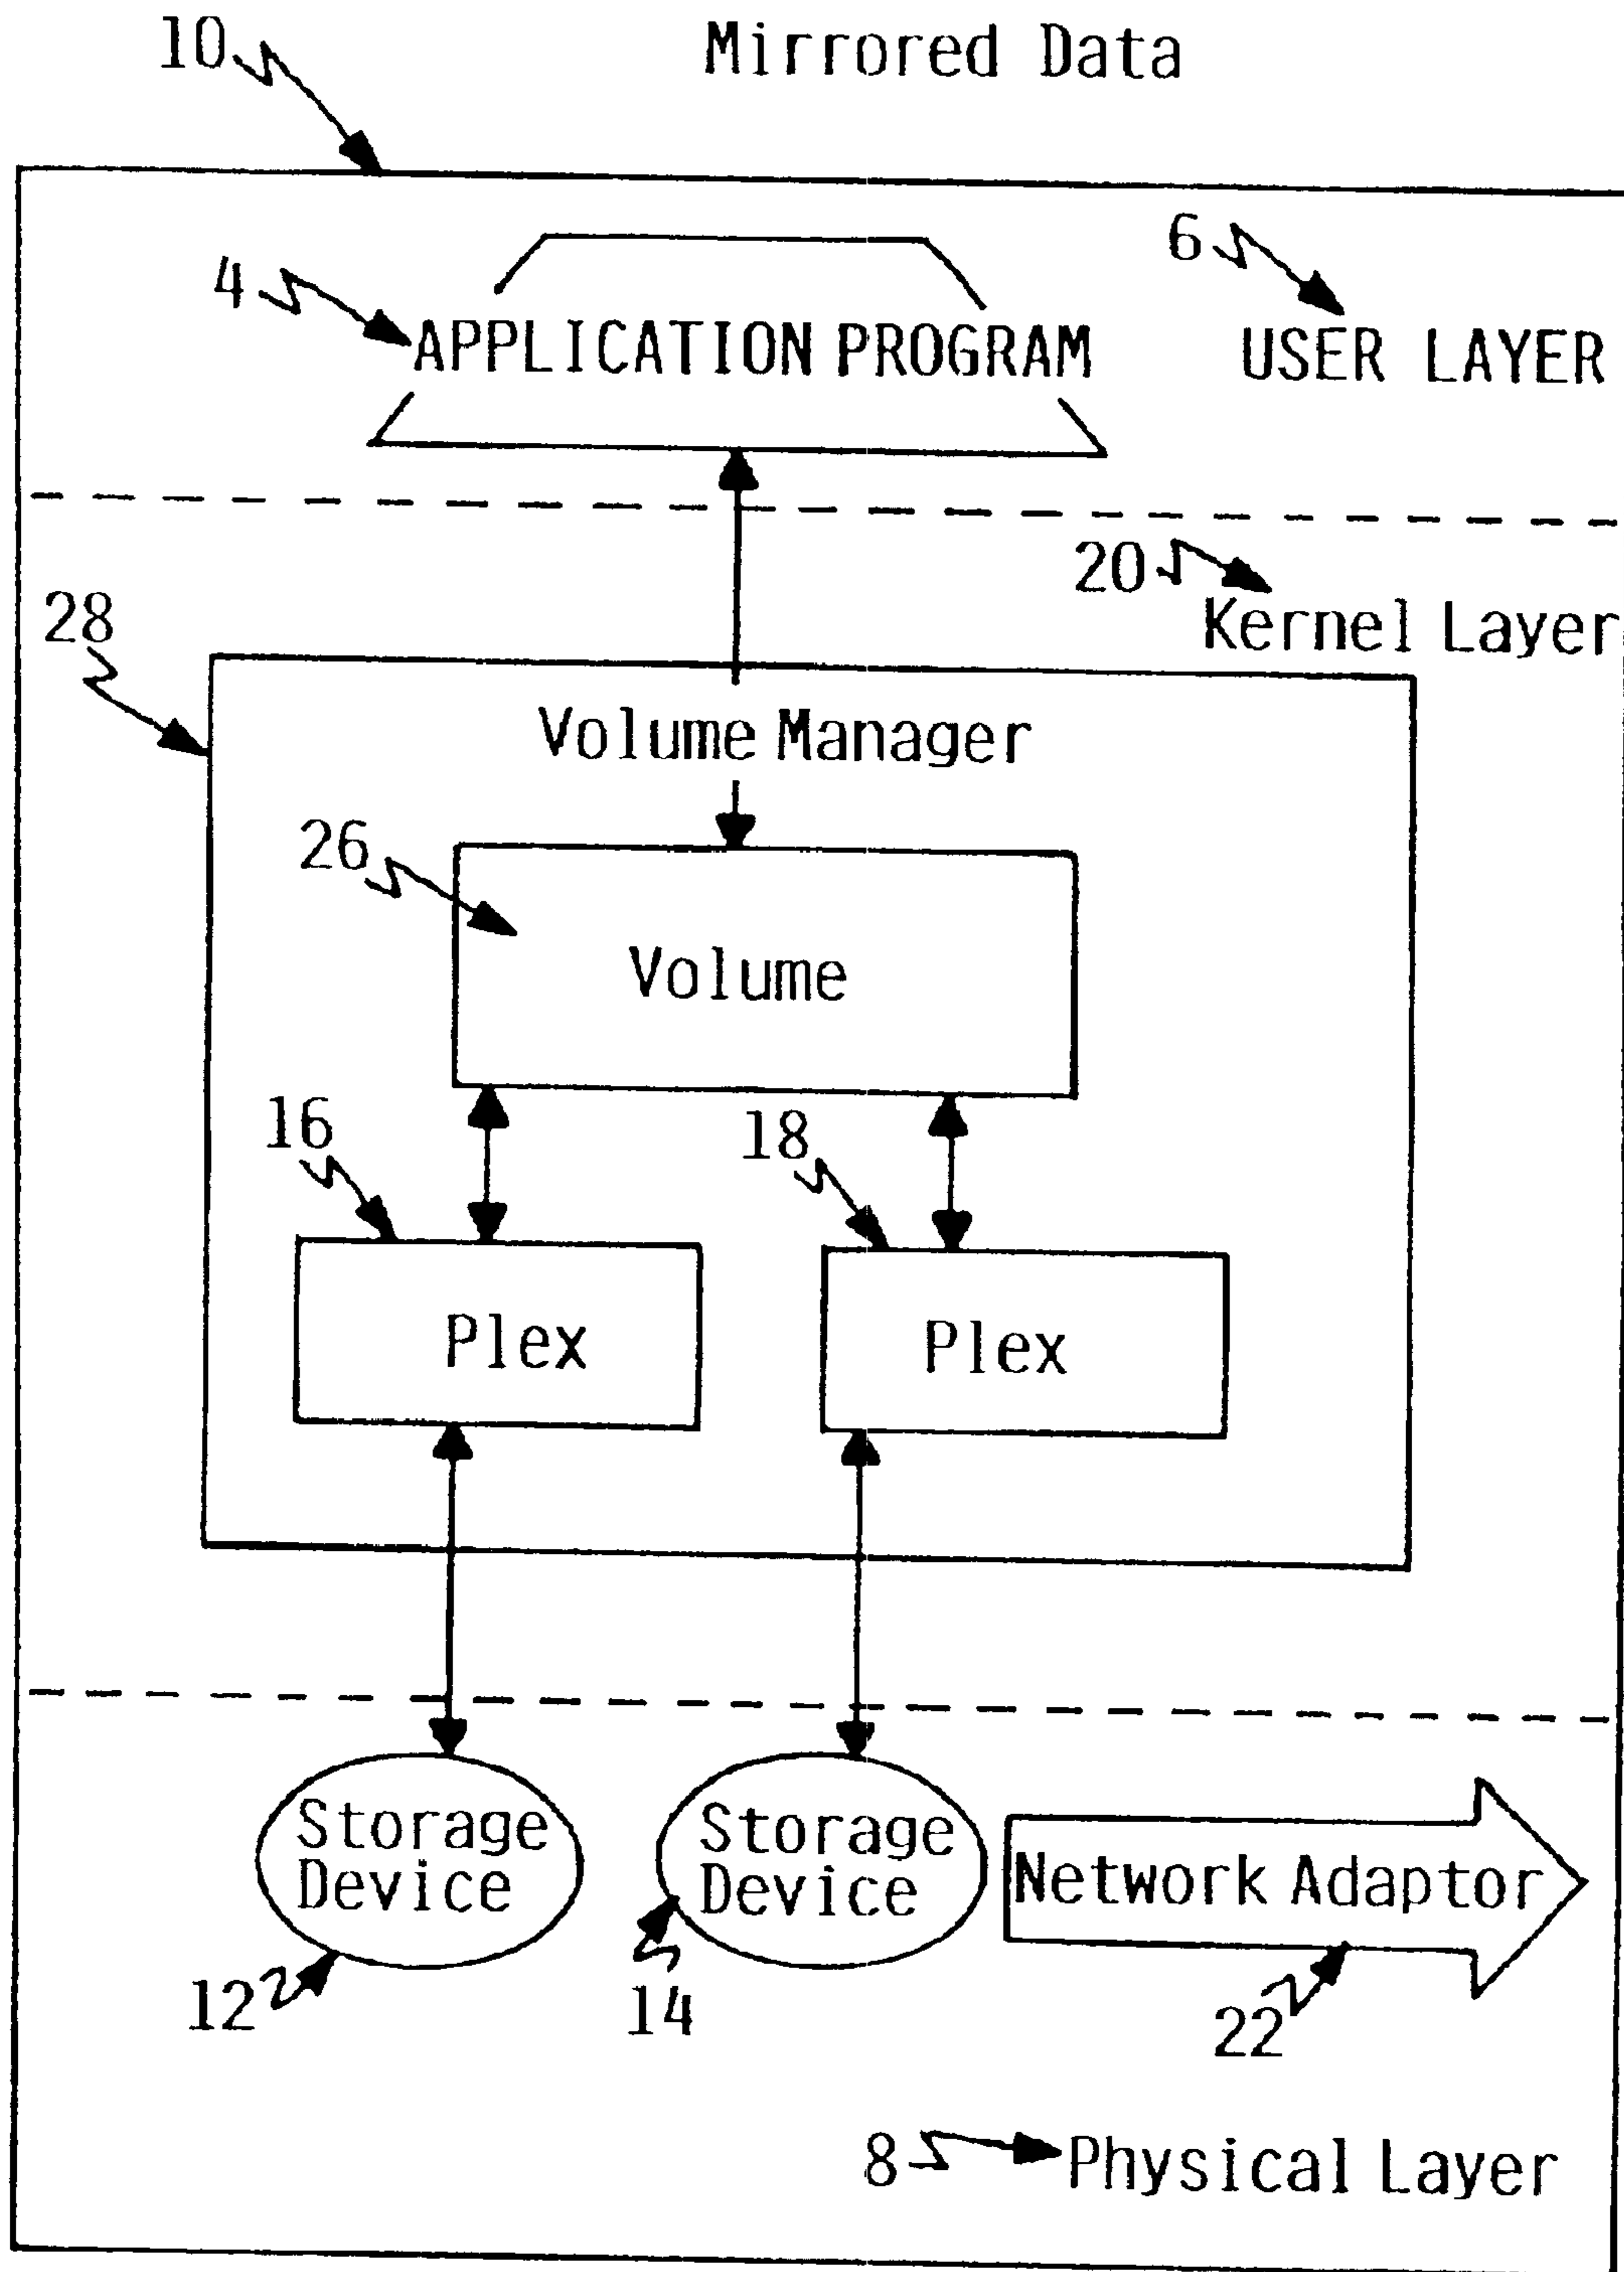 10
Mirrored Data
6
4
APPLICATION PROGRAM
USER LAYER
20
Kernel Layer
28
Volume Manager
26
Volume
16
18
Plex
Plex
Storage
Device
Storage
Device
Network Adaptor
12
14
22
8
Physical Layer